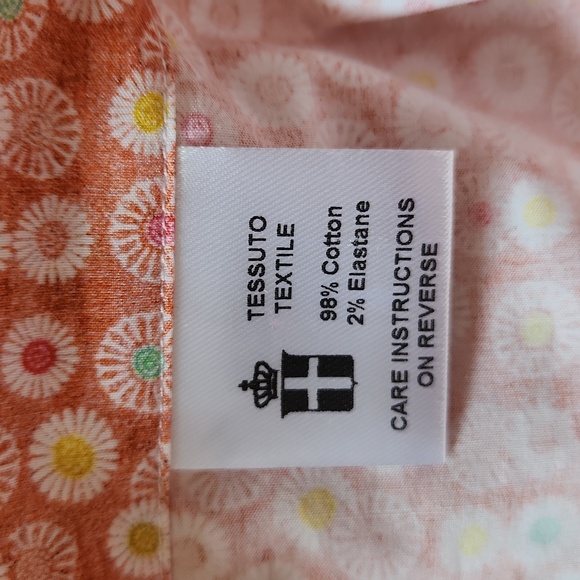 TESSUTO
TEXTILE
98% Cotton
2% Elastane
CARE INSTRUCTIONS
ON REVERSE